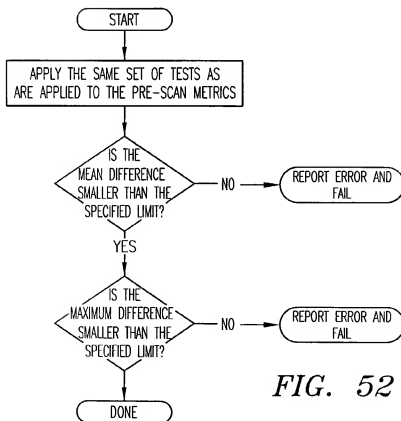 START
APPLY THE SAME SET OF TESTS AS
ARE APPLIED TO THE PRE-SCAN METRICS
IS THE
MEAN DIFFERENCE
SMALLER THAN THE
SPECIFIED LIMIT?
NO
REPORT ERROR AND
FAIL
YES
IS THE
MAXIMUM DIFFERENCE
SMALLER THAN THE
SPECIFIED LIMIT?
NO
REPORT ERROR AND
FAIL
DONE
FIG. 52